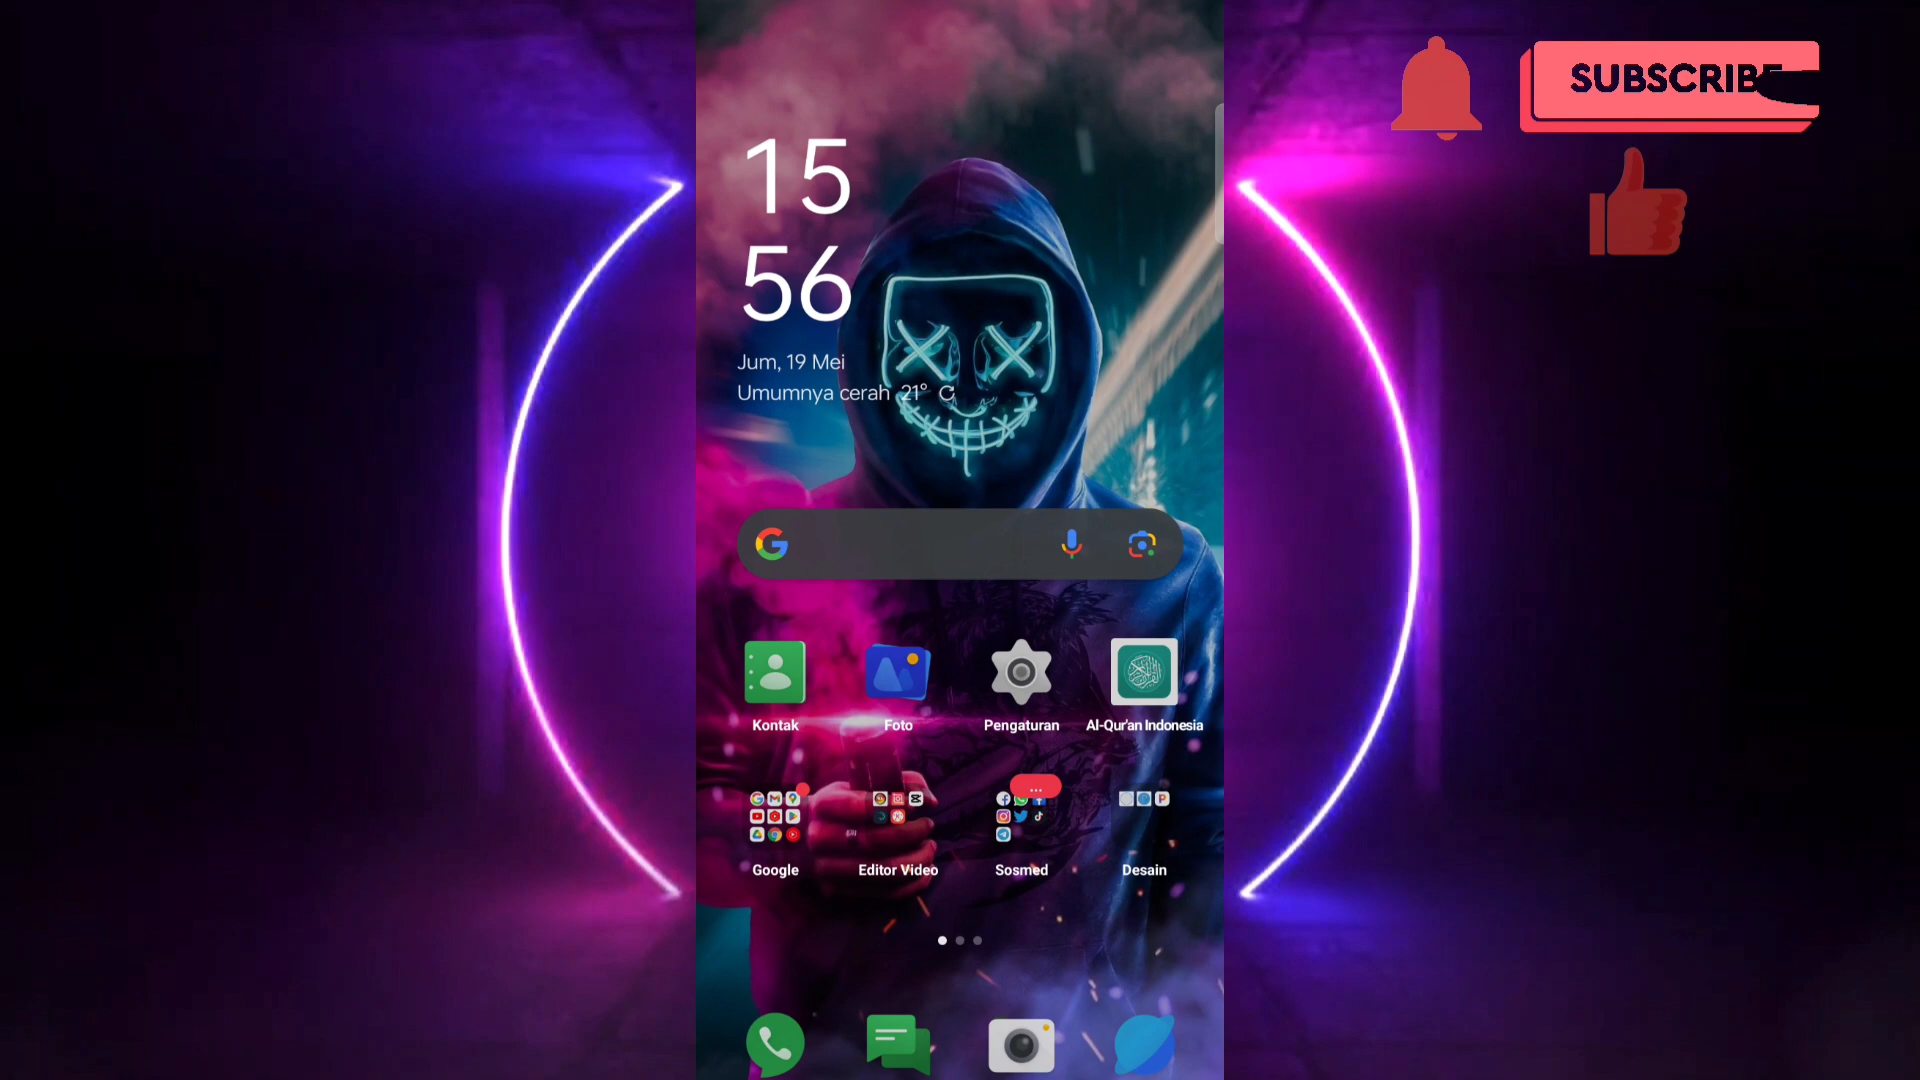 SUBSCRIBE
15
56
Jum, 19 Mei
Umumnya cerah 21°
Kontak
Foto
Pengaturan
Al-Qur'an Indonesia
...
Google
Editor Video
Sosmed
Desain